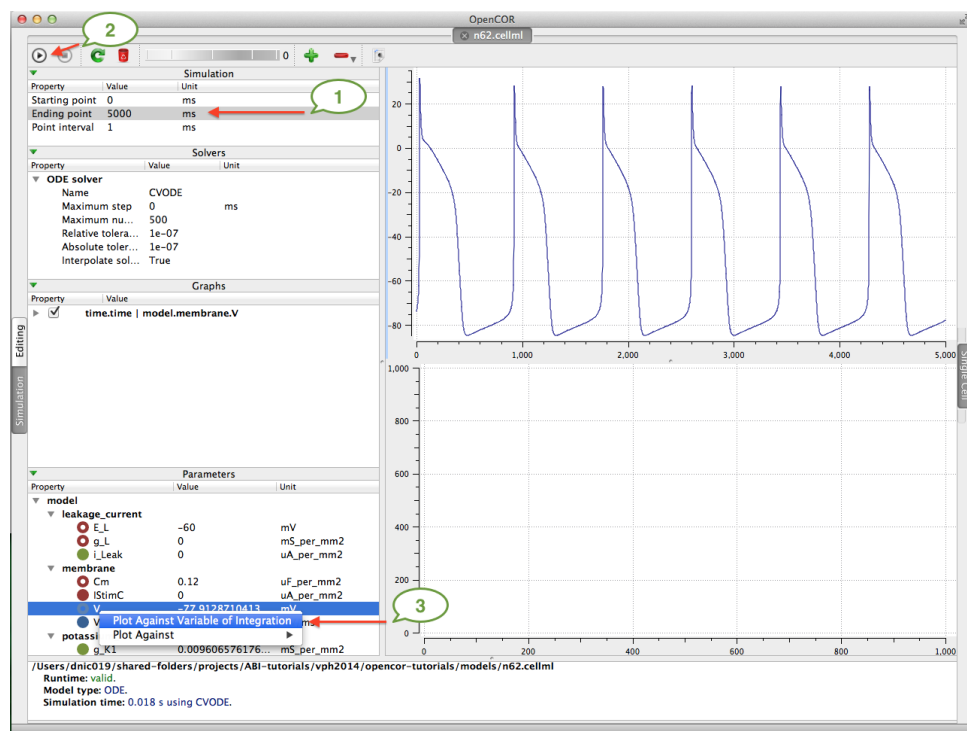 OpenCOR
n62.cellml
2
0
Simulation
Property Value Unit
Starting point 0 ms
Ending point 5000 ms
Point interval 1 ms
1
Solvers
Property Value Unit
ODE solver
Name CVODE
Maximum step 0 ms
Maximum nu... 500
Relative tolera... 1e-07
Absolute toler... 1e-07
Interpolate sol... True
Graphs
Property Value
time.time | model.membrane.V
Editing
Simulation
20
0
-20
-40
-60
-80
0 1,000 2,000 3,000 4,000 5,000
Single Cell
1,000
800
600
400
200
0
0 200 400 600 800 1,000
Parameters
Property Value Unit
model
leakage_current
E_L -60 mV
g_L 0 mS_per_mm2
i_Leak 0 uA_per_mm2
membrane
Cm 0.12 uF_per_mm2
IStimC 0 uA_per_mm2
V -77.9128710413 mV
Plot Against Variable of Integration
3
Plot Against
potassi
g_K1 0.009606576176... mS_per_mm2
/Users/dnic019/shared-folders/projects/ABI-tutorials/vph2014/opencor-tutorials/models/n62.cellml
Runtime: valid.
Model type: ODE.
Simulation time: 0.018 s using CVODE.